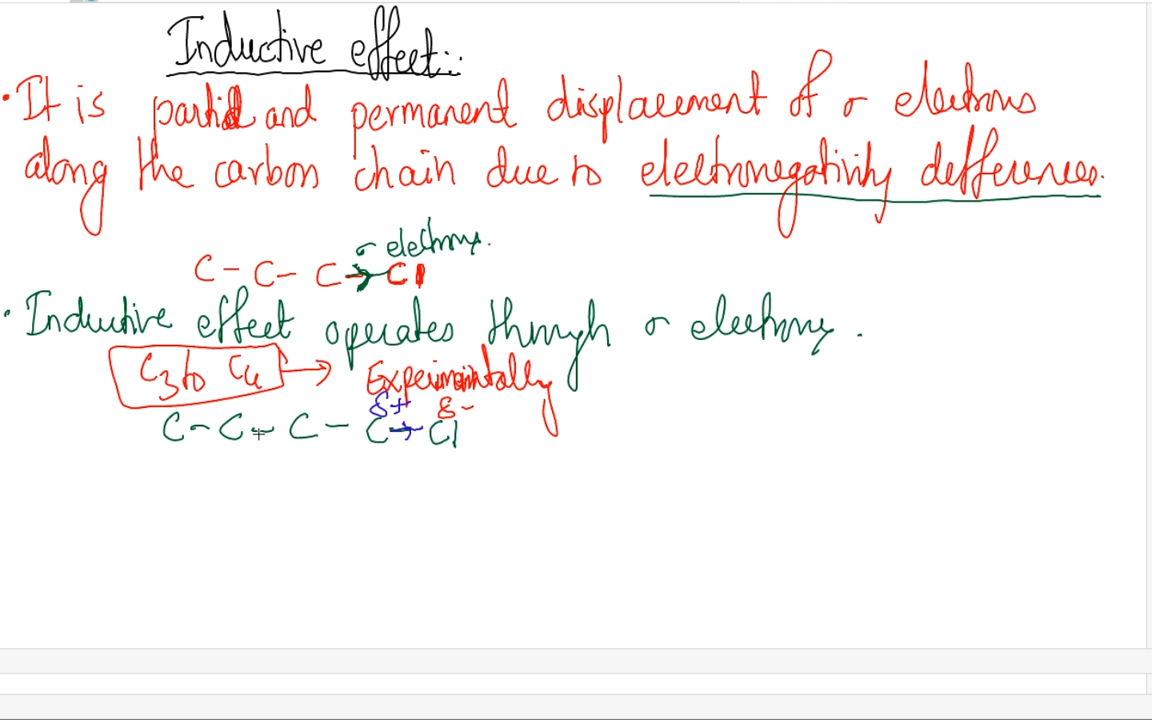 Inductive effect:-
• It is partial and permanent displacement of σ electrons
along the carbon chain due to electronegativity differences.
σ electrons.
C - C - C → Cl
• Inductive effect operates through σ electrons.
C3 to C4 → Experimentally
δ+ δ-
C - C - C - C → Cl